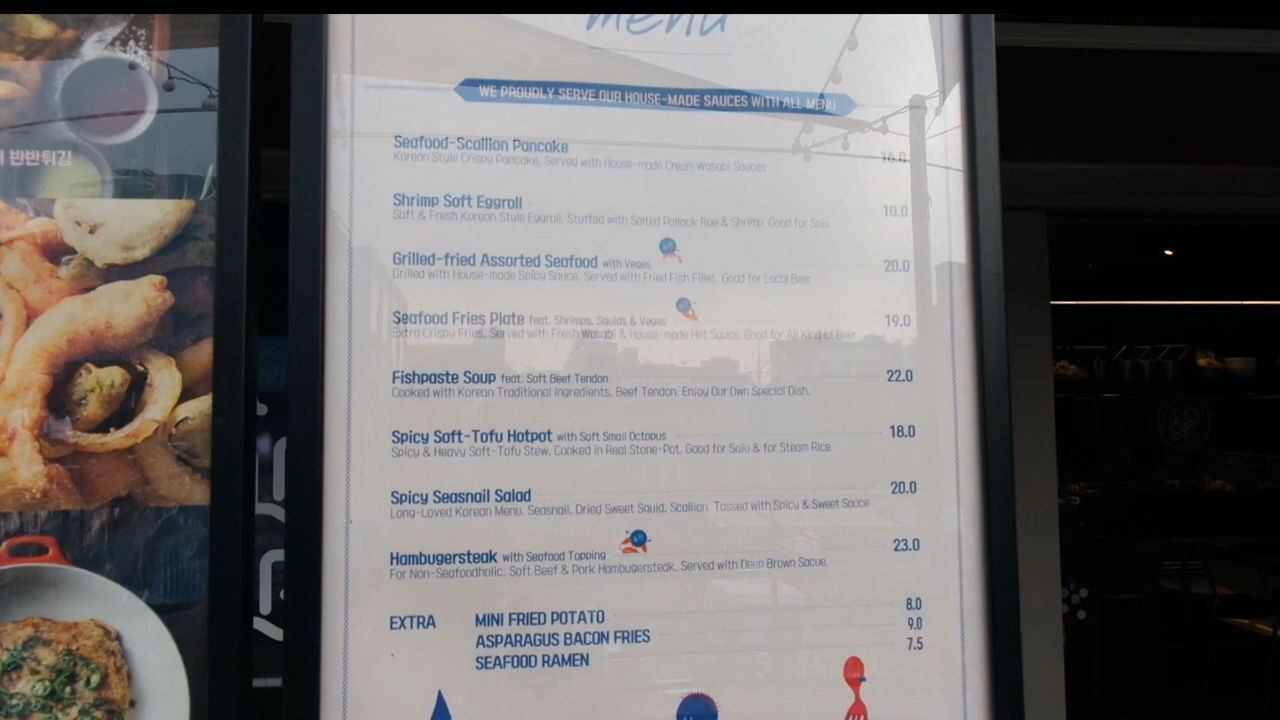 menu
WE PROUDLY SERVE OUR HOUSE-MADE SAUCES WITH ALL MENU
반반튀김
Seafood-Scallion Pancake 16.0
Korean Style Crispy Pancake, Served with House-made Cream Wasabi Sauces
Shrimp Soft Eggroll 10.0
Soft & Fresh Korean Style Eggroll, Stuffed with Salted Pollack Roe & Shrimp. Good for Soju
Grilled-fried Assorted Seafood with Veges 20.0
Grilled with House-made Spicy Sauce, Served with Fried Fish Fillet. Good for Local Beer
Seafood Fries Plate feat. Shrimps, Squids & Veges 19.0
Extra Crispy Fries, Served with Fresh Wasabi & House-made Hot Sauce. Good for All Kind of Beer
Fishpaste Soup feat. Soft Beef Tendon 22.0
Cooked with Korean Traditional Ingredients, Beef Tendon. Enjoy Our Own Special Dish.
Spicy Soft-Tofu Hotpot with Soft Small Octopus 18.0
Spicy & Heavy Soft-Tofu Stew, Cooked in Real Stone-Pot. Good for Soju & for Steam Rice
Spicy Seasnail Salad 20.0
Long-Loved Korean Menu. Seasnail, Dried Sweet Squid, Scallion. Tossed with Spicy & Sweet Sauce
Hambugersteak with Seafood Topping 23.0
For Non-Seafoodholic. Soft Beef & Pork Hambugersteak. Served with Deep Brown Sacue.
EXTRA MINI FRIED POTATO 8.0
ASPARAGUS BACON FRIES 9.0
SEAFOOD RAMEN 7.5